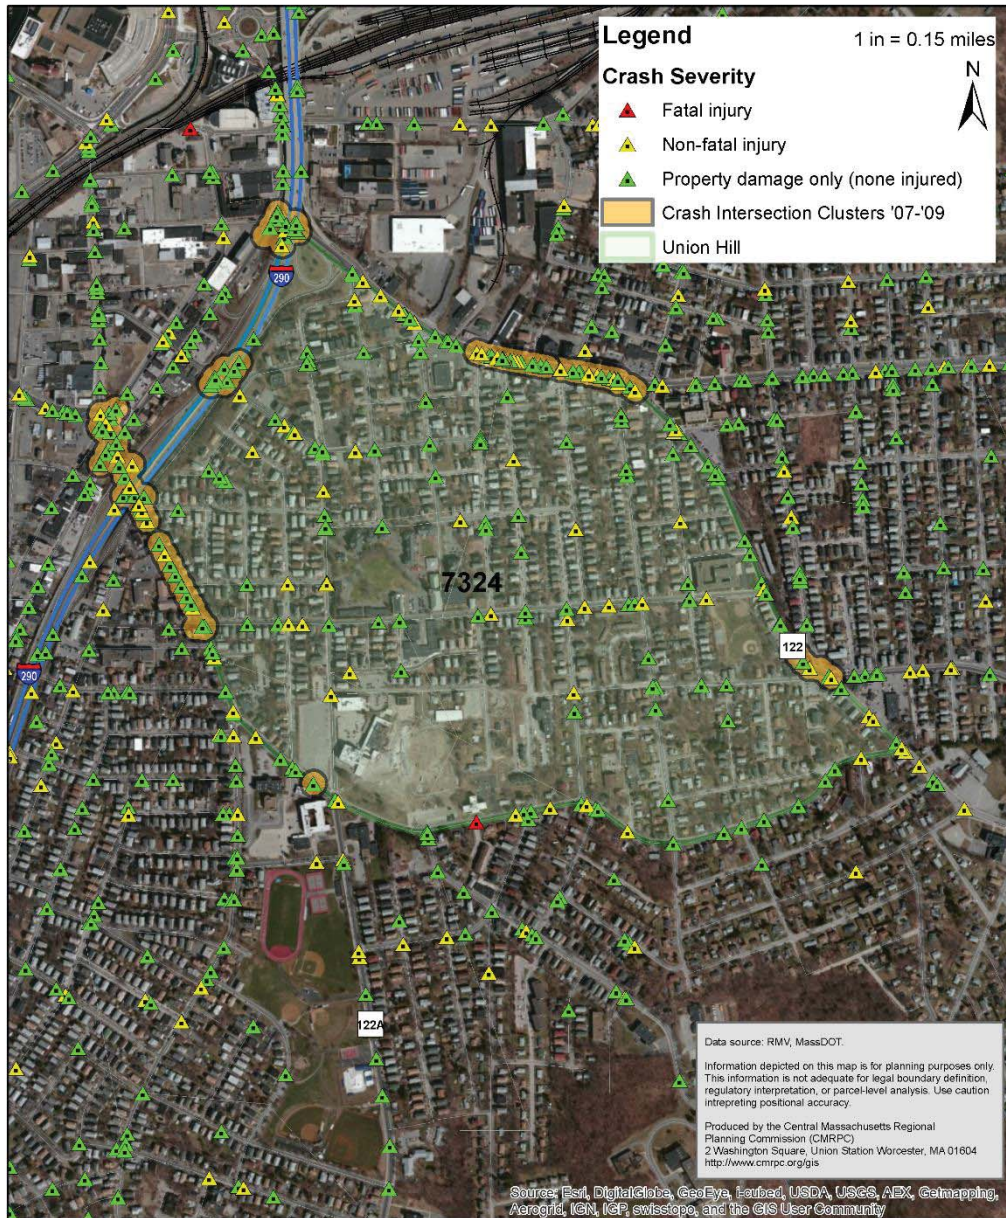 Legend
1 in = 0.15 miles
N
Crash Severity
Fatal injury
Non-fatal injury
Property damage only (none injured)
Crash Intersection Clusters '07-'09
Union Hill
290
7324
122
290
122A
Data source: RMV, MassDOT.
Information depicted on this map is for planning purposes only.
This information is not adequate for legal boundary definition,
regulatory interpretation, or parcel-level analysis. Use caution
intrepreting positional accuracy.
Produced by the Central Massachusetts Regional
Planning Commission (CMRPC)
2 Washington Square, Union Station Worcester, MA 01604
http://www.cmrpc.org/gis
Source: Esri, DigitalGlobe, GeoEye, i-cubed, USDA, USGS, AEX, Getmapping,
Aerogrid, IGN, IGP, swisstopo, and the GIS User Community